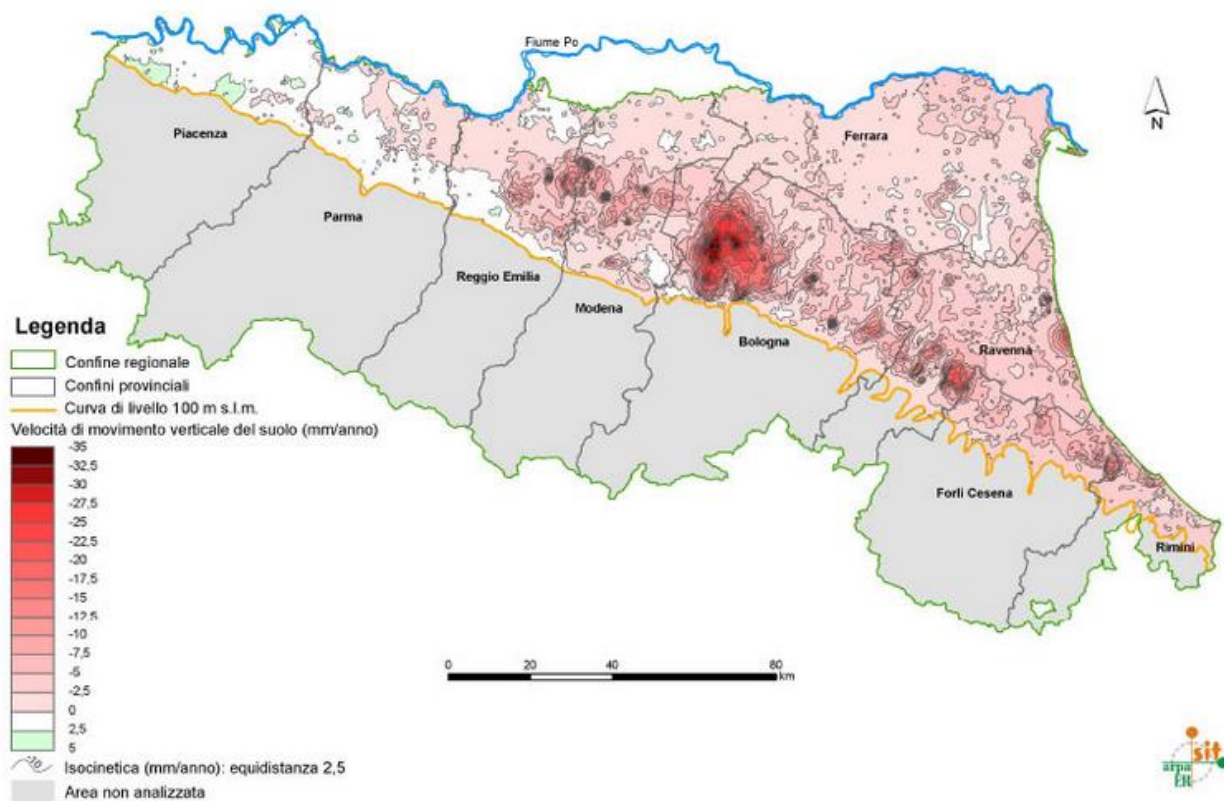 Fiume Po
N
Piacenza
Ferrara
Parma
Reggio Emilia
Modena
Bologna
Ravenna
Forlì Cesena
Rimini
Legenda
Confine regionale
Confini provinciali
Curva di livello 100 m s.l.m.
Velocità di movimento verticale del suolo (mm/anno)
-35
-32,5
-30
-27,5
-25
-22,5
-20
-17,5
-15
-12,5
-10
-7,5
-5
-2,5
0
2,5
5
-10
Isocinetica (mm/anno): equidistanza 2,5
Area non analizzata
0 20 40 80
km
sit
arpa
ER